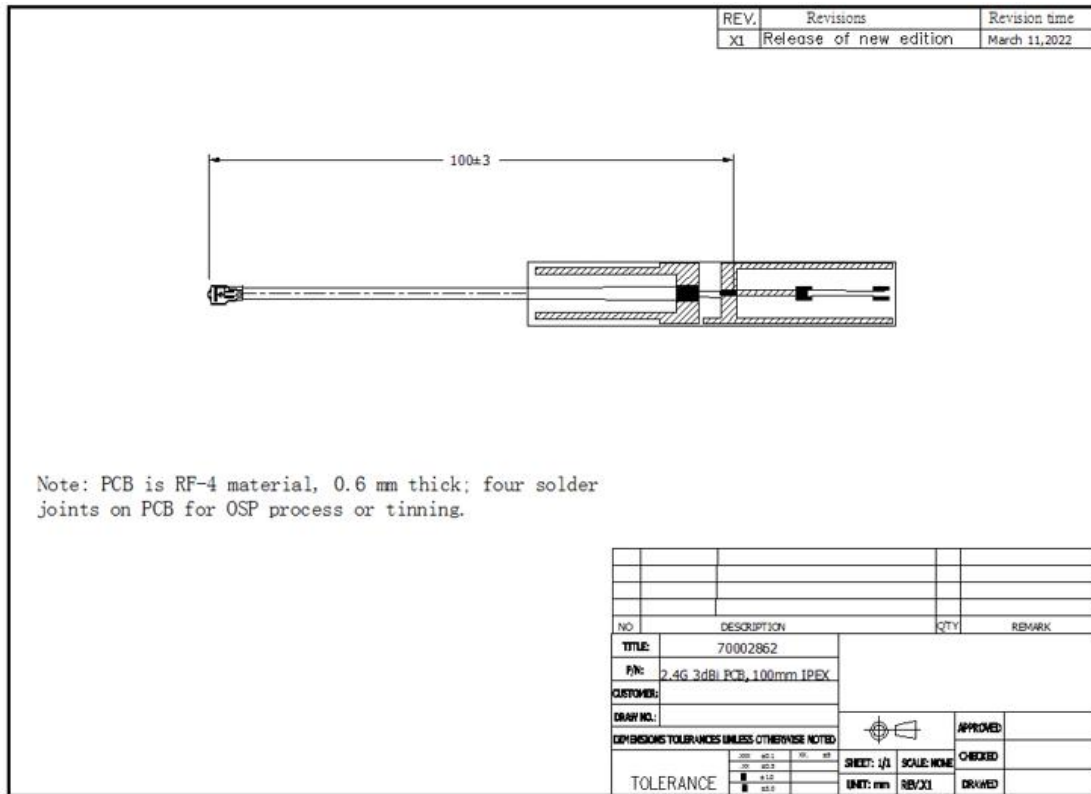 REV. Revisions Revision time
X1 Release of new edition March 11,2022
100±3
Note: PCB is RF-4 material, 0.6 mm thick; four solder
joints on PCB for OSP process or tinning.
NO DESCRIPTION QTY REMARK
TITLE: 70002862
P/N: 2.4G 3dBi PCB, 100mm IPEX
CUSTOMER:
DRAW NO.:
DIMENSIONS TOLERANCES UNLESS OTHERWISE NOTED
TOLERANCE
SHEET: 1/1 SCALE: NONE
UNIT: mm REV.X1
APPROVED
CHECKED
DRAWED